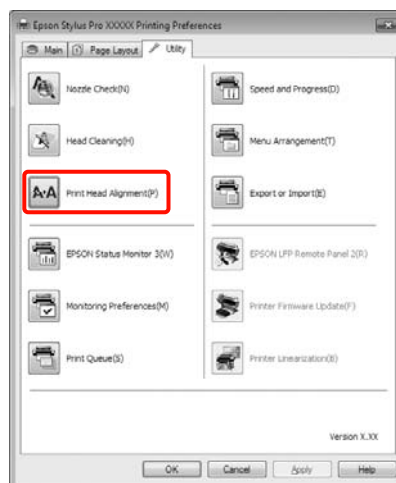 Epson Stylus Pro XXXXX Printing Preferences
Main
Page Layout
Utility
Nozzle Check(N)
Speed and Progress(D)
Head Cleaning(H)
Menu Arrangement(T)
A·A
Print Head Alignment(P)
Export or Import(E)
EPSON Status Monitor 3(W)
EPSON LFP Remote Panel 2(R)
Monitoring Preferences(M)
Printer Firmware Update(F)
Print Queue(S)
Printer Linearization(B)
Version X.XX
OK
Cancel
Apply
Help